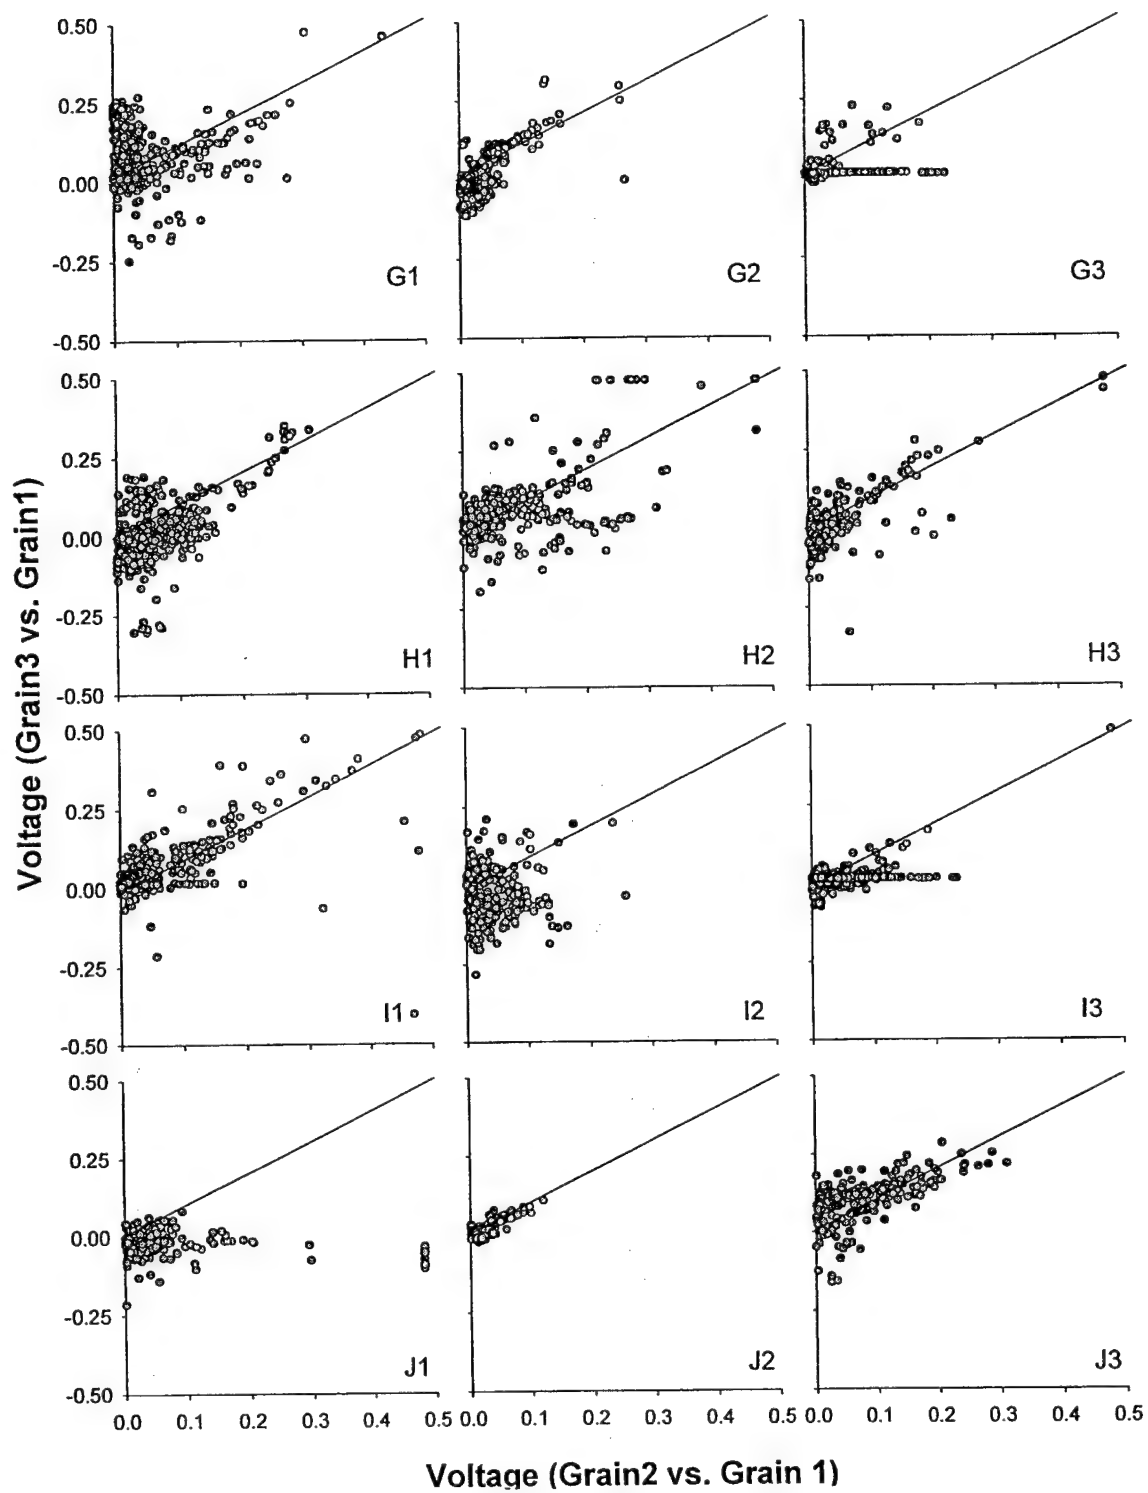 0.50
0.25
0.00
-0.25
-0.50
G1
G2
G3
0.50
0.25
0.00
-0.25
-0.50
H1
H2
H3
0.50
0.25
0.00
-0.25
-0.50
I1
I2
I3
0.50
0.25
0.00
-0.25
-0.50
J1
J2
J3
0.0 0.1 0.2 0.3 0.4 0.5 0.0 0.1 0.2 0.3 0.4 0.5 0.0 0.1 0.2 0.3 0.4 0.5
Voltage (Grain3 vs. Grain1)
Voltage (Grain2 vs. Grain 1)